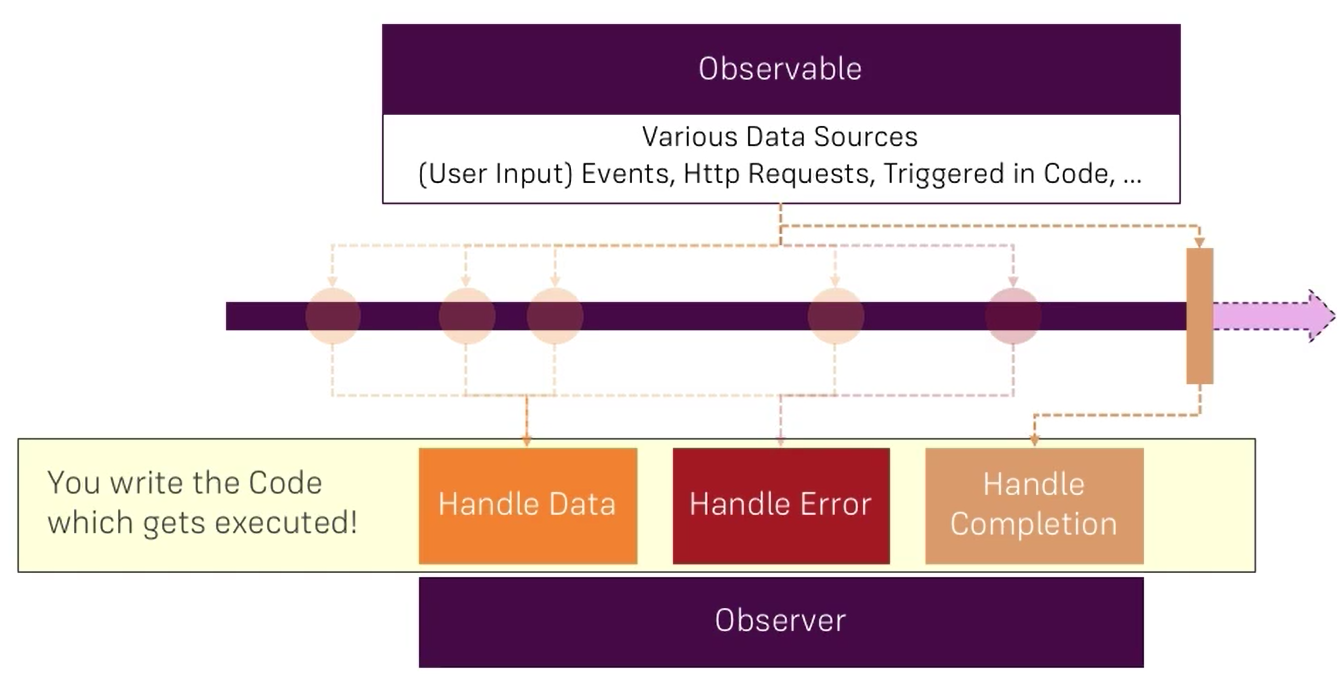 Observable
Various Data Sources
(User Input) Events, Http Requests, Triggered in Code, ...
You write the Code
which gets executed!
Handle Data
Handle Error
Handle
Completion
Observer